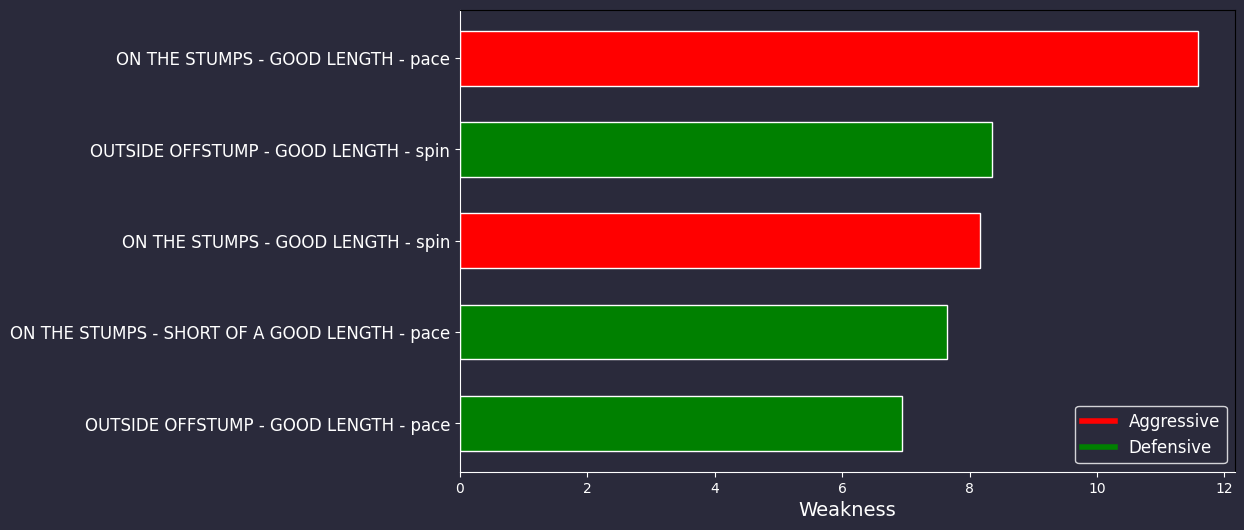 ON THE STUMPS - GOOD LENGTH - pace
OUTSIDE OFFSTUMP - GOOD LENGTH - spin
ON THE STUMPS - GOOD LENGTH - spin
ON THE STUMPS - SHORT OF A GOOD LENGTH - pace
OUTSIDE OFFSTUMP - GOOD LENGTH - pace
Aggressive
Defensive
0 2 4 6 8 10 12
Weakness